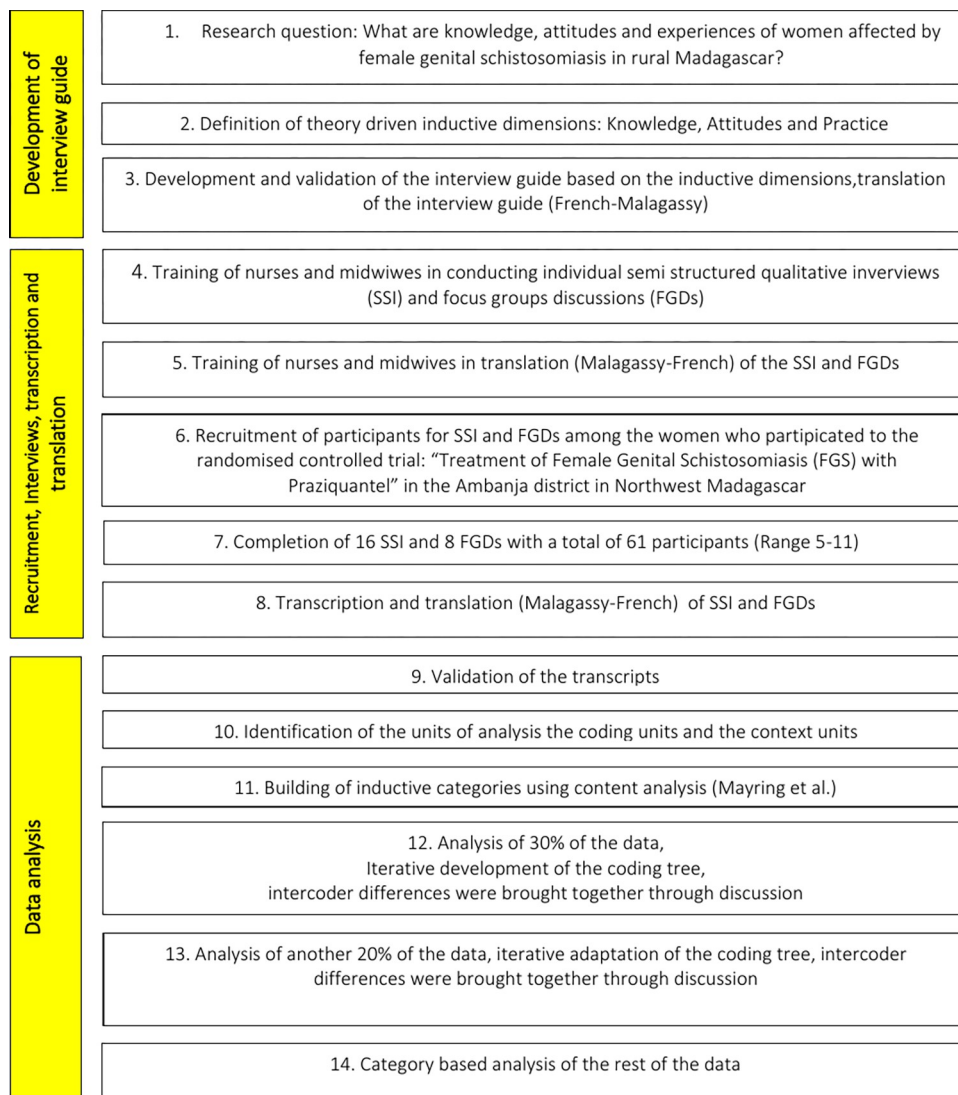 Development of
interview guide
1. Research question: What are knowledge, attitudes and experiences of women affected by
female genital schistosomiasis in rural Madagascar?
2. Definition of theory driven inductive dimensions: Knowledge, Attitudes and Practice
3. Development and validation of the interview guide based on the inductive dimensions,translation
of the interview guide (French-Malagassy)
Recruitment, Interviews, transcription and
translation
4. Training of nurses and midwiwes in conducting individual semi structured qualitative inverviews
(SSI) and focus groups discussions (FGDs)
5. Training of nurses and midwives in translation (Malagassy-French) of the SSI and FGDs
6. Recruitment of participants for SSI and FGDs among the women who partipicated to the
randomised controlled trial: “Treatment of Female Genital Schistosomiasis (FGS) with
Praziquantel” in the Ambanja district in Northwest Madagascar
7. Completion of 16 SSI and 8 FGDs with a total of 61 participants (Range 5-11)
8. Transcription and translation (Malagassy-French) of SSI and FGDs
Data analysis
9. Validation of the transcripts
10. Identification of the units of analysis the coding units and the context units
11. Building of inductive categories using content analysis (Mayring et al.)
12. Analysis of 30% of the data,
Iterative development of the coding tree,
intercoder differences were brought together through discussion
13. Analysis of another 20% of the data, iterative adaptation of the coding tree, intercoder
differences were brought together through discussion
14. Category based analysis of the rest of the data